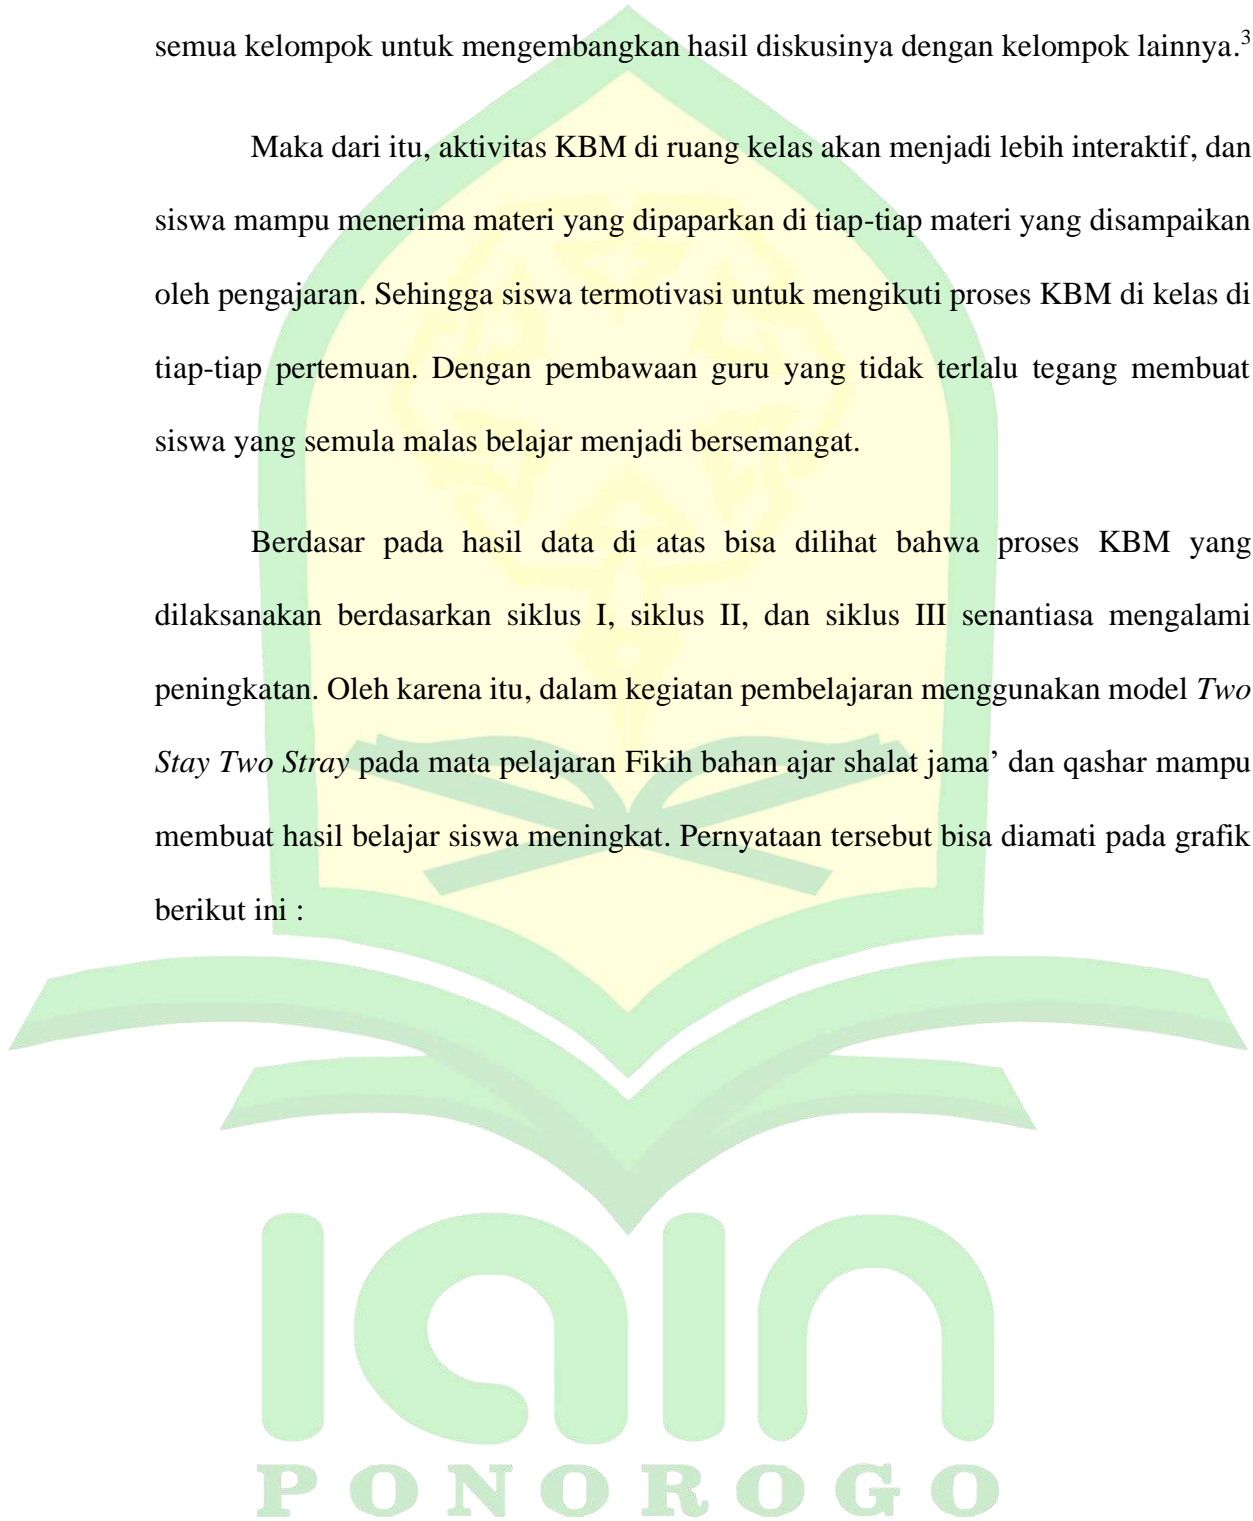 semua kelompok untuk mengembangkan hasil diskusinya dengan kelompok lainnya.³
Maka dari itu, aktivitas KBM di ruang kelas akan menjadi lebih interaktif, dan
siswa mampu menerima materi yang dipaparkan di tiap-tiap materi yang disampaikan
oleh pengajaran. Sehingga siswa termotivasi untuk mengikuti proses KBM di kelas di
tiap-tiap pertemuan. Dengan pembawaan guru yang tidak terlalu tegang membuat
siswa yang semula malas belajar menjadi bersemangat.
Berdasar pada hasil data di atas bisa dilihat bahwa proses KBM yang
dilaksanakan berdasarkan siklus I, siklus II, dan siklus III senantiasa mengalami
peningkatan. Oleh karena itu, dalam kegiatan pembelajaran menggunakan model Two
Stay Two Stray pada mata pelajaran Fikih bahan ajar shalat jama’ dan qashar mampu
membuat hasil belajar siswa meningkat. Pernyataan tersebut bisa diamati pada grafik
berikut ini :
iain
PONOROGO